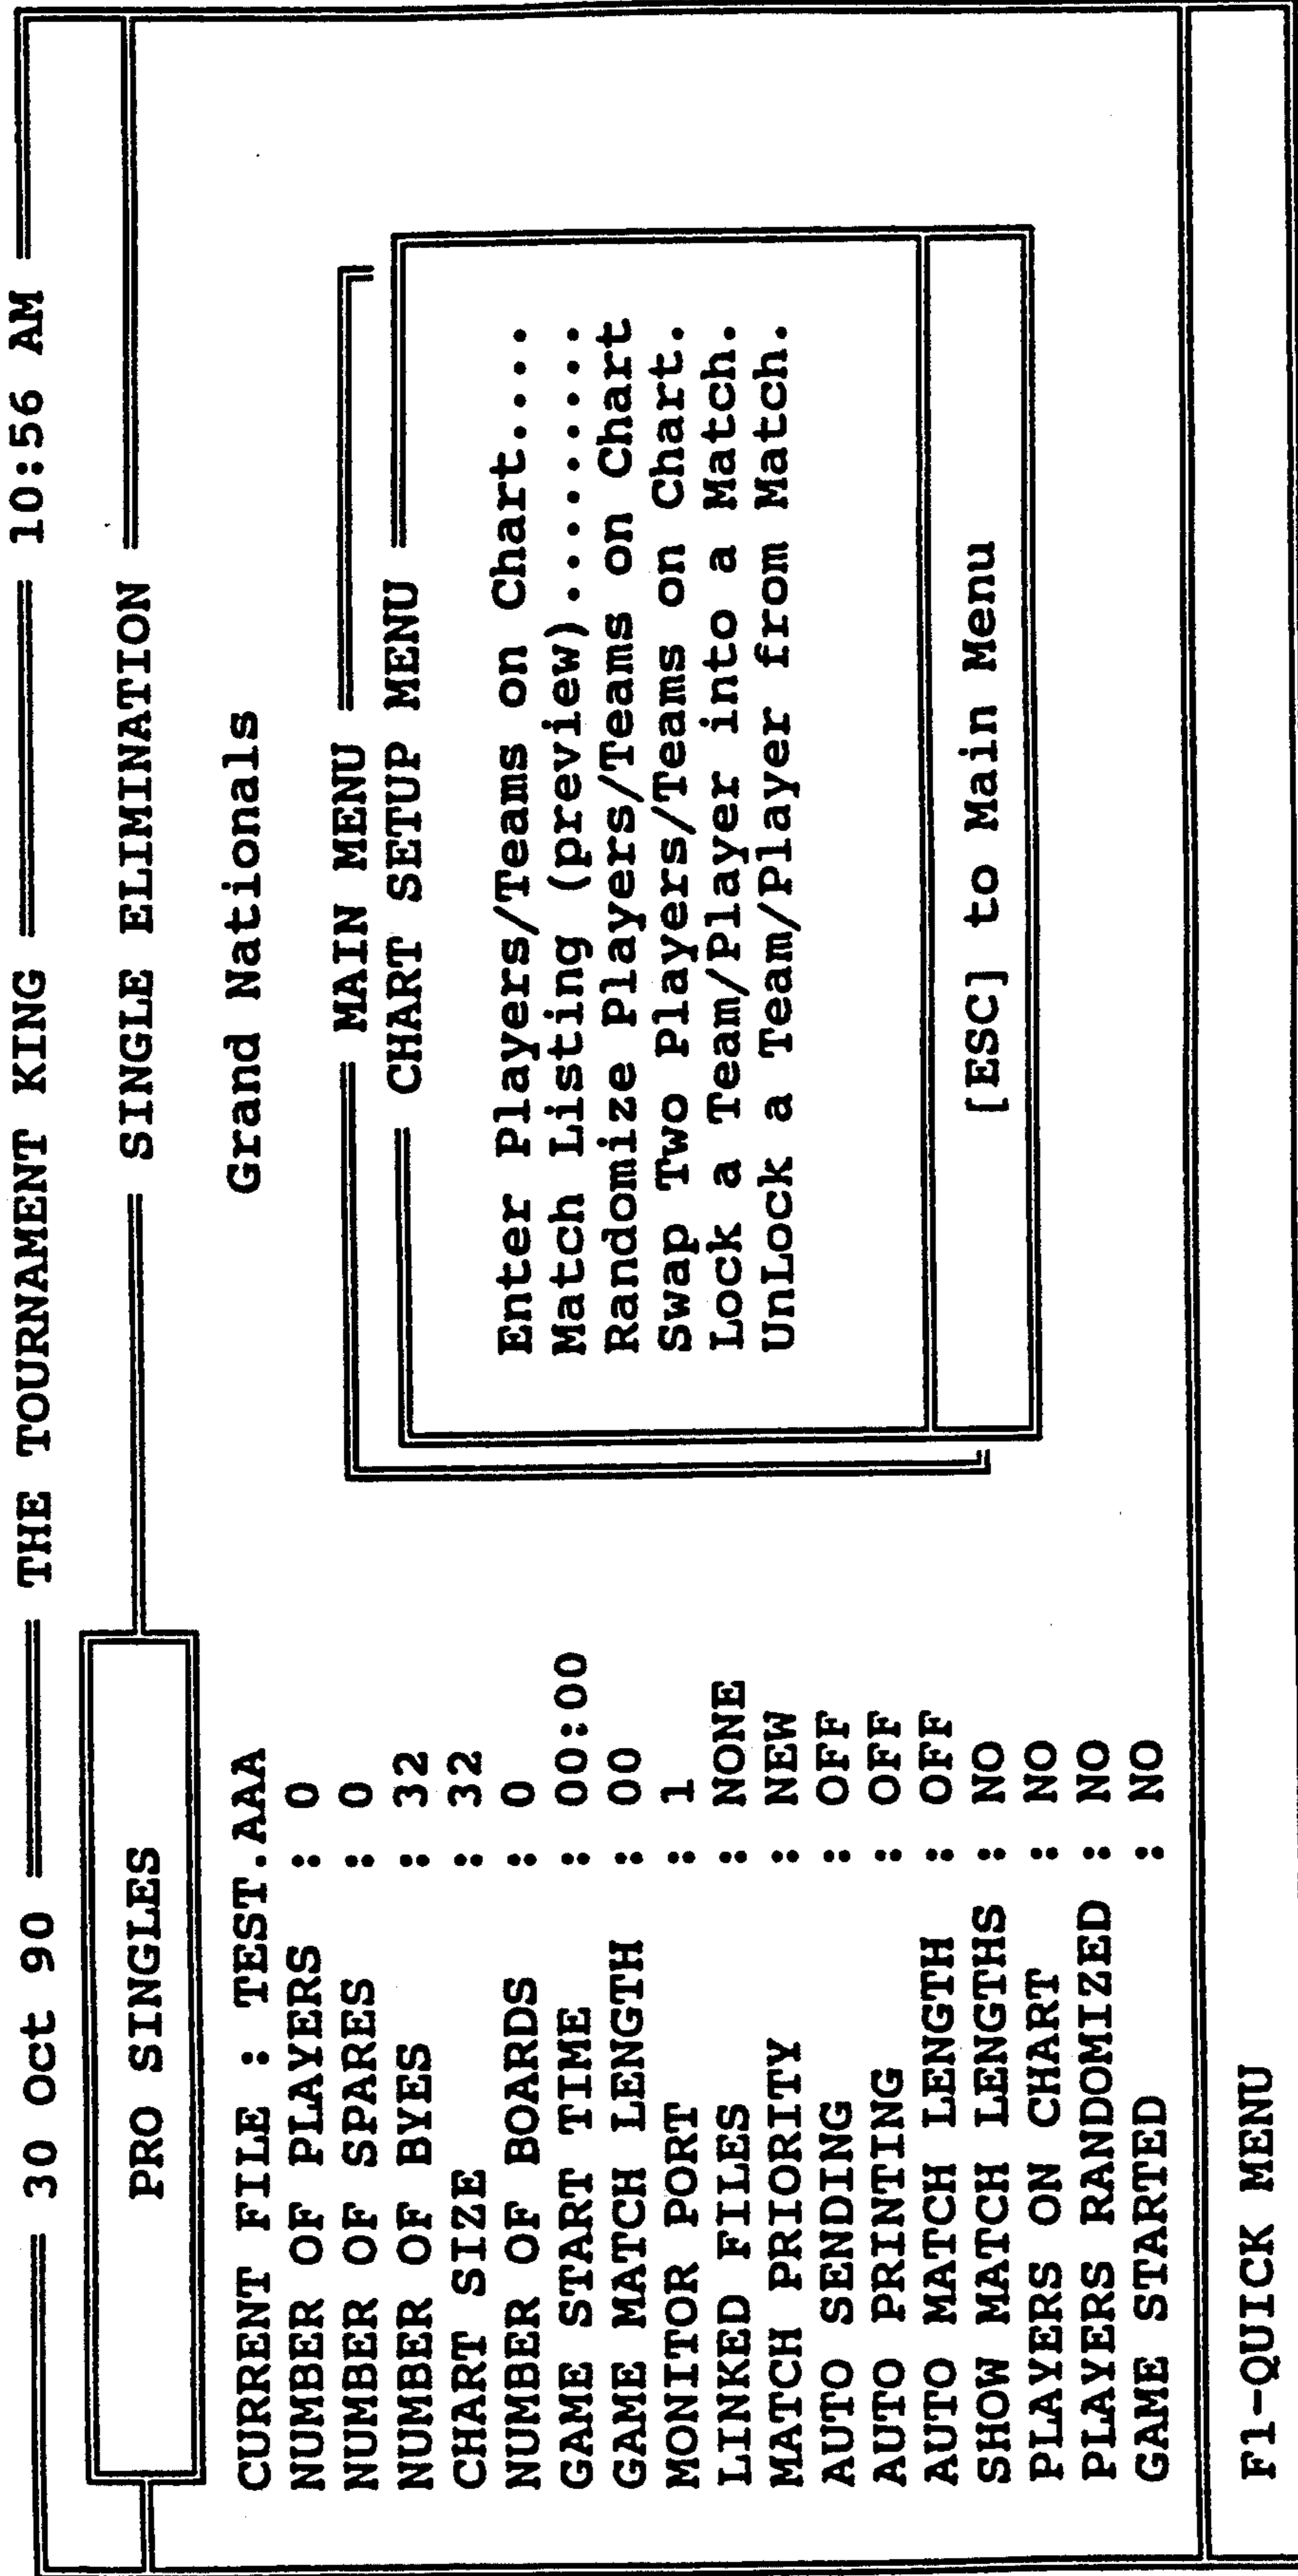 30 Oct 90 THE TOURNAMENT KING 10:56 AM
PRO SINGLES
SINGLE ELIMINATION
Grand Nationals
CURRENT FILE : TEST.AAA
NUMBER OF PLAYERS : 0
NUMBER OF SPARES : 0
NUMBER OF BYES : 32
CHART SIZE : 32
NUMBER OF BOARDS : 0
GAME START TIME : 00:00
GAME MATCH LENGTH : 00
MONITOR PORT : 1
LINKED FILES : NONE
MATCH PRIORITY : NEW
AUTO SENDING : OFF
AUTO PRINTING : OFF
AUTO MATCH LENGTH : OFF
SHOW MATCH LENGTHS : NO
PLAYERS ON CHART : NO
PLAYERS RANDOMIZED : NO
GAME STARTED : NO
MAIN MENU
CHART SETUP MENU
Enter Players/Teams on Chart....
Match Listing (preview).........
Randomize Players/Teams on Chart
Swap Two Players/Teams on Chart.
Lock a Team/Player into a Match.
UnLock a Team/Player from Match.
[ESC] to Main Menu
F1-QUICK MENU